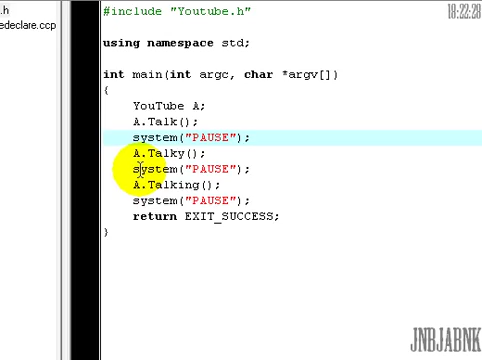 .h
edeclare.ccp
18:22:28
#include "Youtube.h"
using namespace std;
int main(int argc, char *argv[])
{
YouTube A;
A.Talk();
system("PAUSE");
A.Talky();
system("PAUSE");
A.Talking();
system("PAUSE");
return EXIT_SUCCESS;
}
JNBJABNK